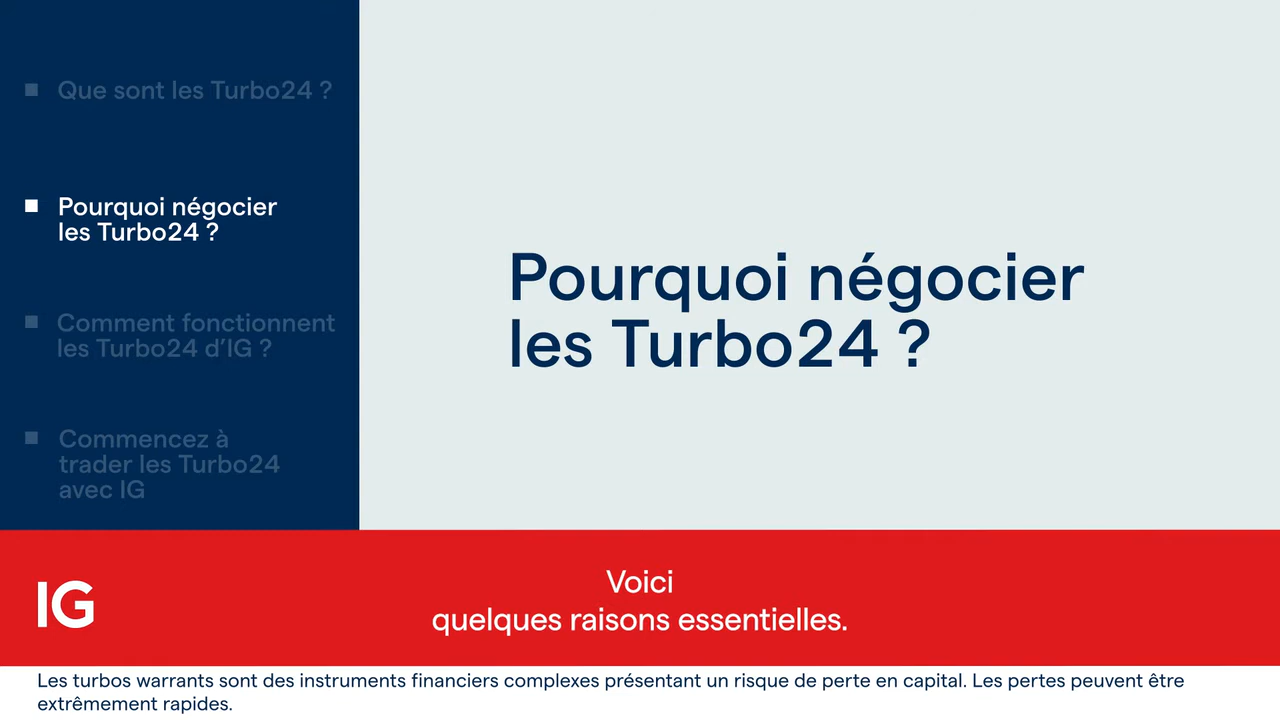 Que sont les Turbo24 ?
Pourquoi négocier
les Turbo24 ?
Comment fonctionnent
les Turbo24 d’IG ?
Commencez à
trader les Turbo24
avec IG
Pourquoi négocier
les Turbo24 ?
IG
Voici
quelques raisons essentielles.
Les turbos warrants sont des instruments financiers complexes présentant un risque de perte en capital. Les pertes peuvent être
extrêmement rapides.